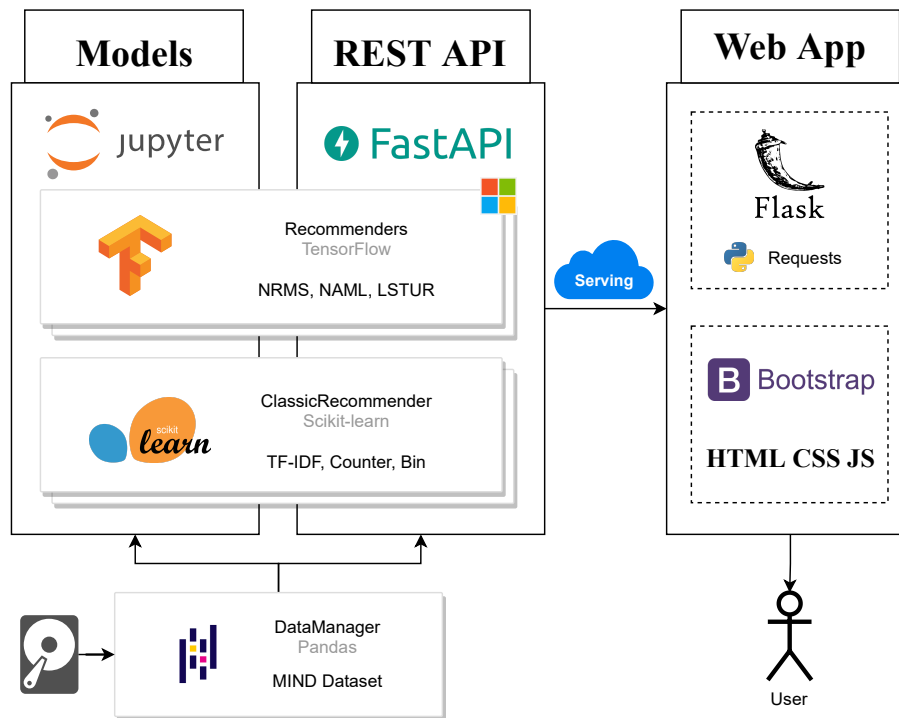 Models
REST API
Web App
jupyter
FastAPI
Flask
Requests
Recommenders
TensorFlow
NRMS, NAML, LSTUR
Serving
Bootstrap
HTML CSS JS
scikit
learn
ClassicRecommender
Scikit-learn
TF-IDF, Counter, Bin
DataManager
Pandas
MIND Dataset
User